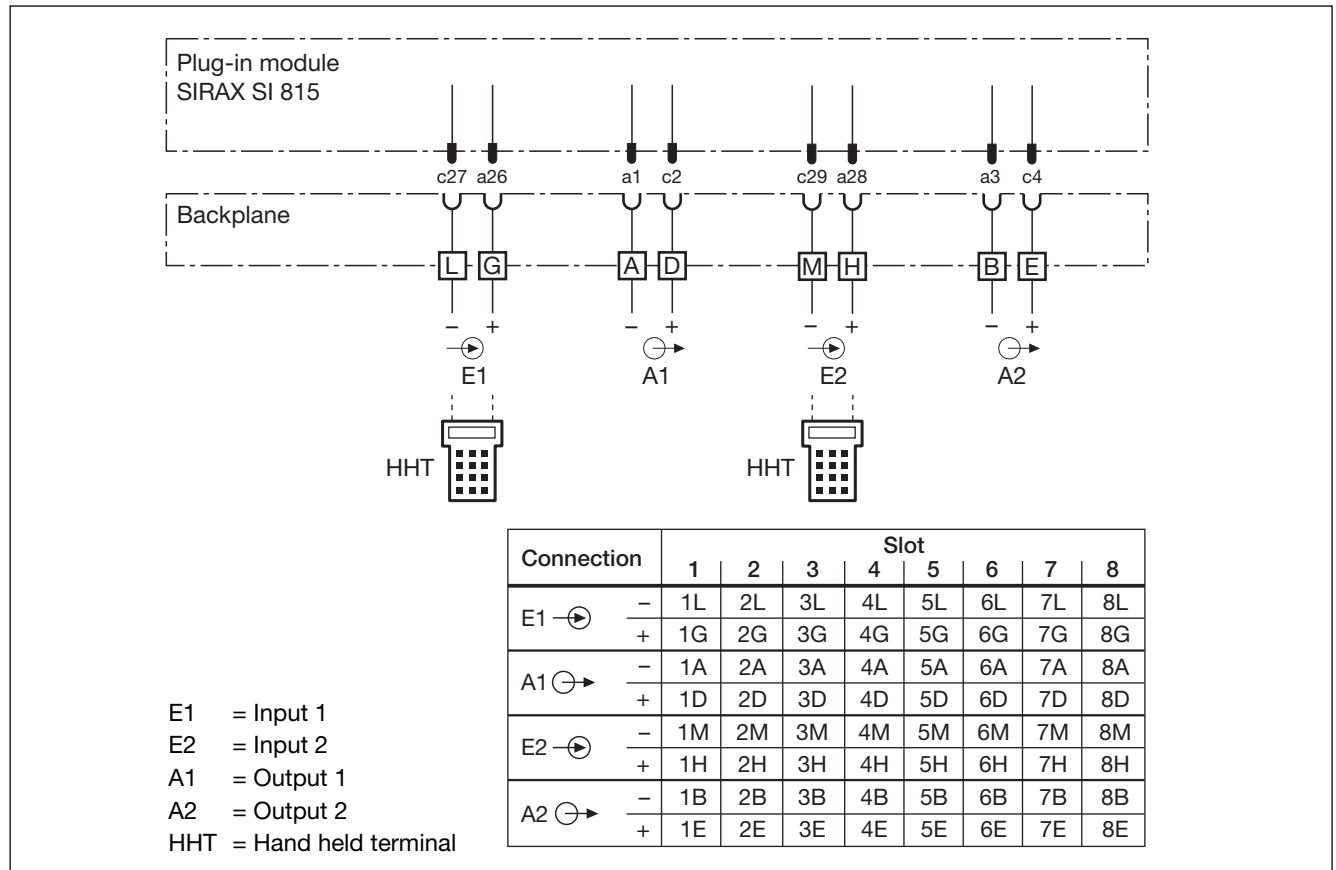 Plug-in module
SIRAX SI 815
c27 a26 a1 c2 c29 a28 a3 c4
Backplane
L G A D M H B E
– + – + – + – +
E1 A1 E2 A2
HHT HHT
Connection Slot
1 2 3 4 5 6 7 8
E1 – 1L 2L 3L 4L 5L 6L 7L 8L
+ 1G 2G 3G 4G 5G 6G 7G 8G
A1 – 1A 2A 3A 4A 5A 6A 7A 8A
+ 1D 2D 3D 4D 5D 6D 7D 8D
E2 – 1M 2M 3M 4M 5M 6M 7M 8M
+ 1H 2H 3H 4H 5H 6H 7H 8H
A2 – 1B 2B 3B 4B 5B 6B 7B 8B
+ 1E 2E 3E 4E 5E 6E 7E 8E
E1 = Input 1
E2 = Input 2
A1 = Output 1
A2 = Output 2
HHT = Hand held terminal